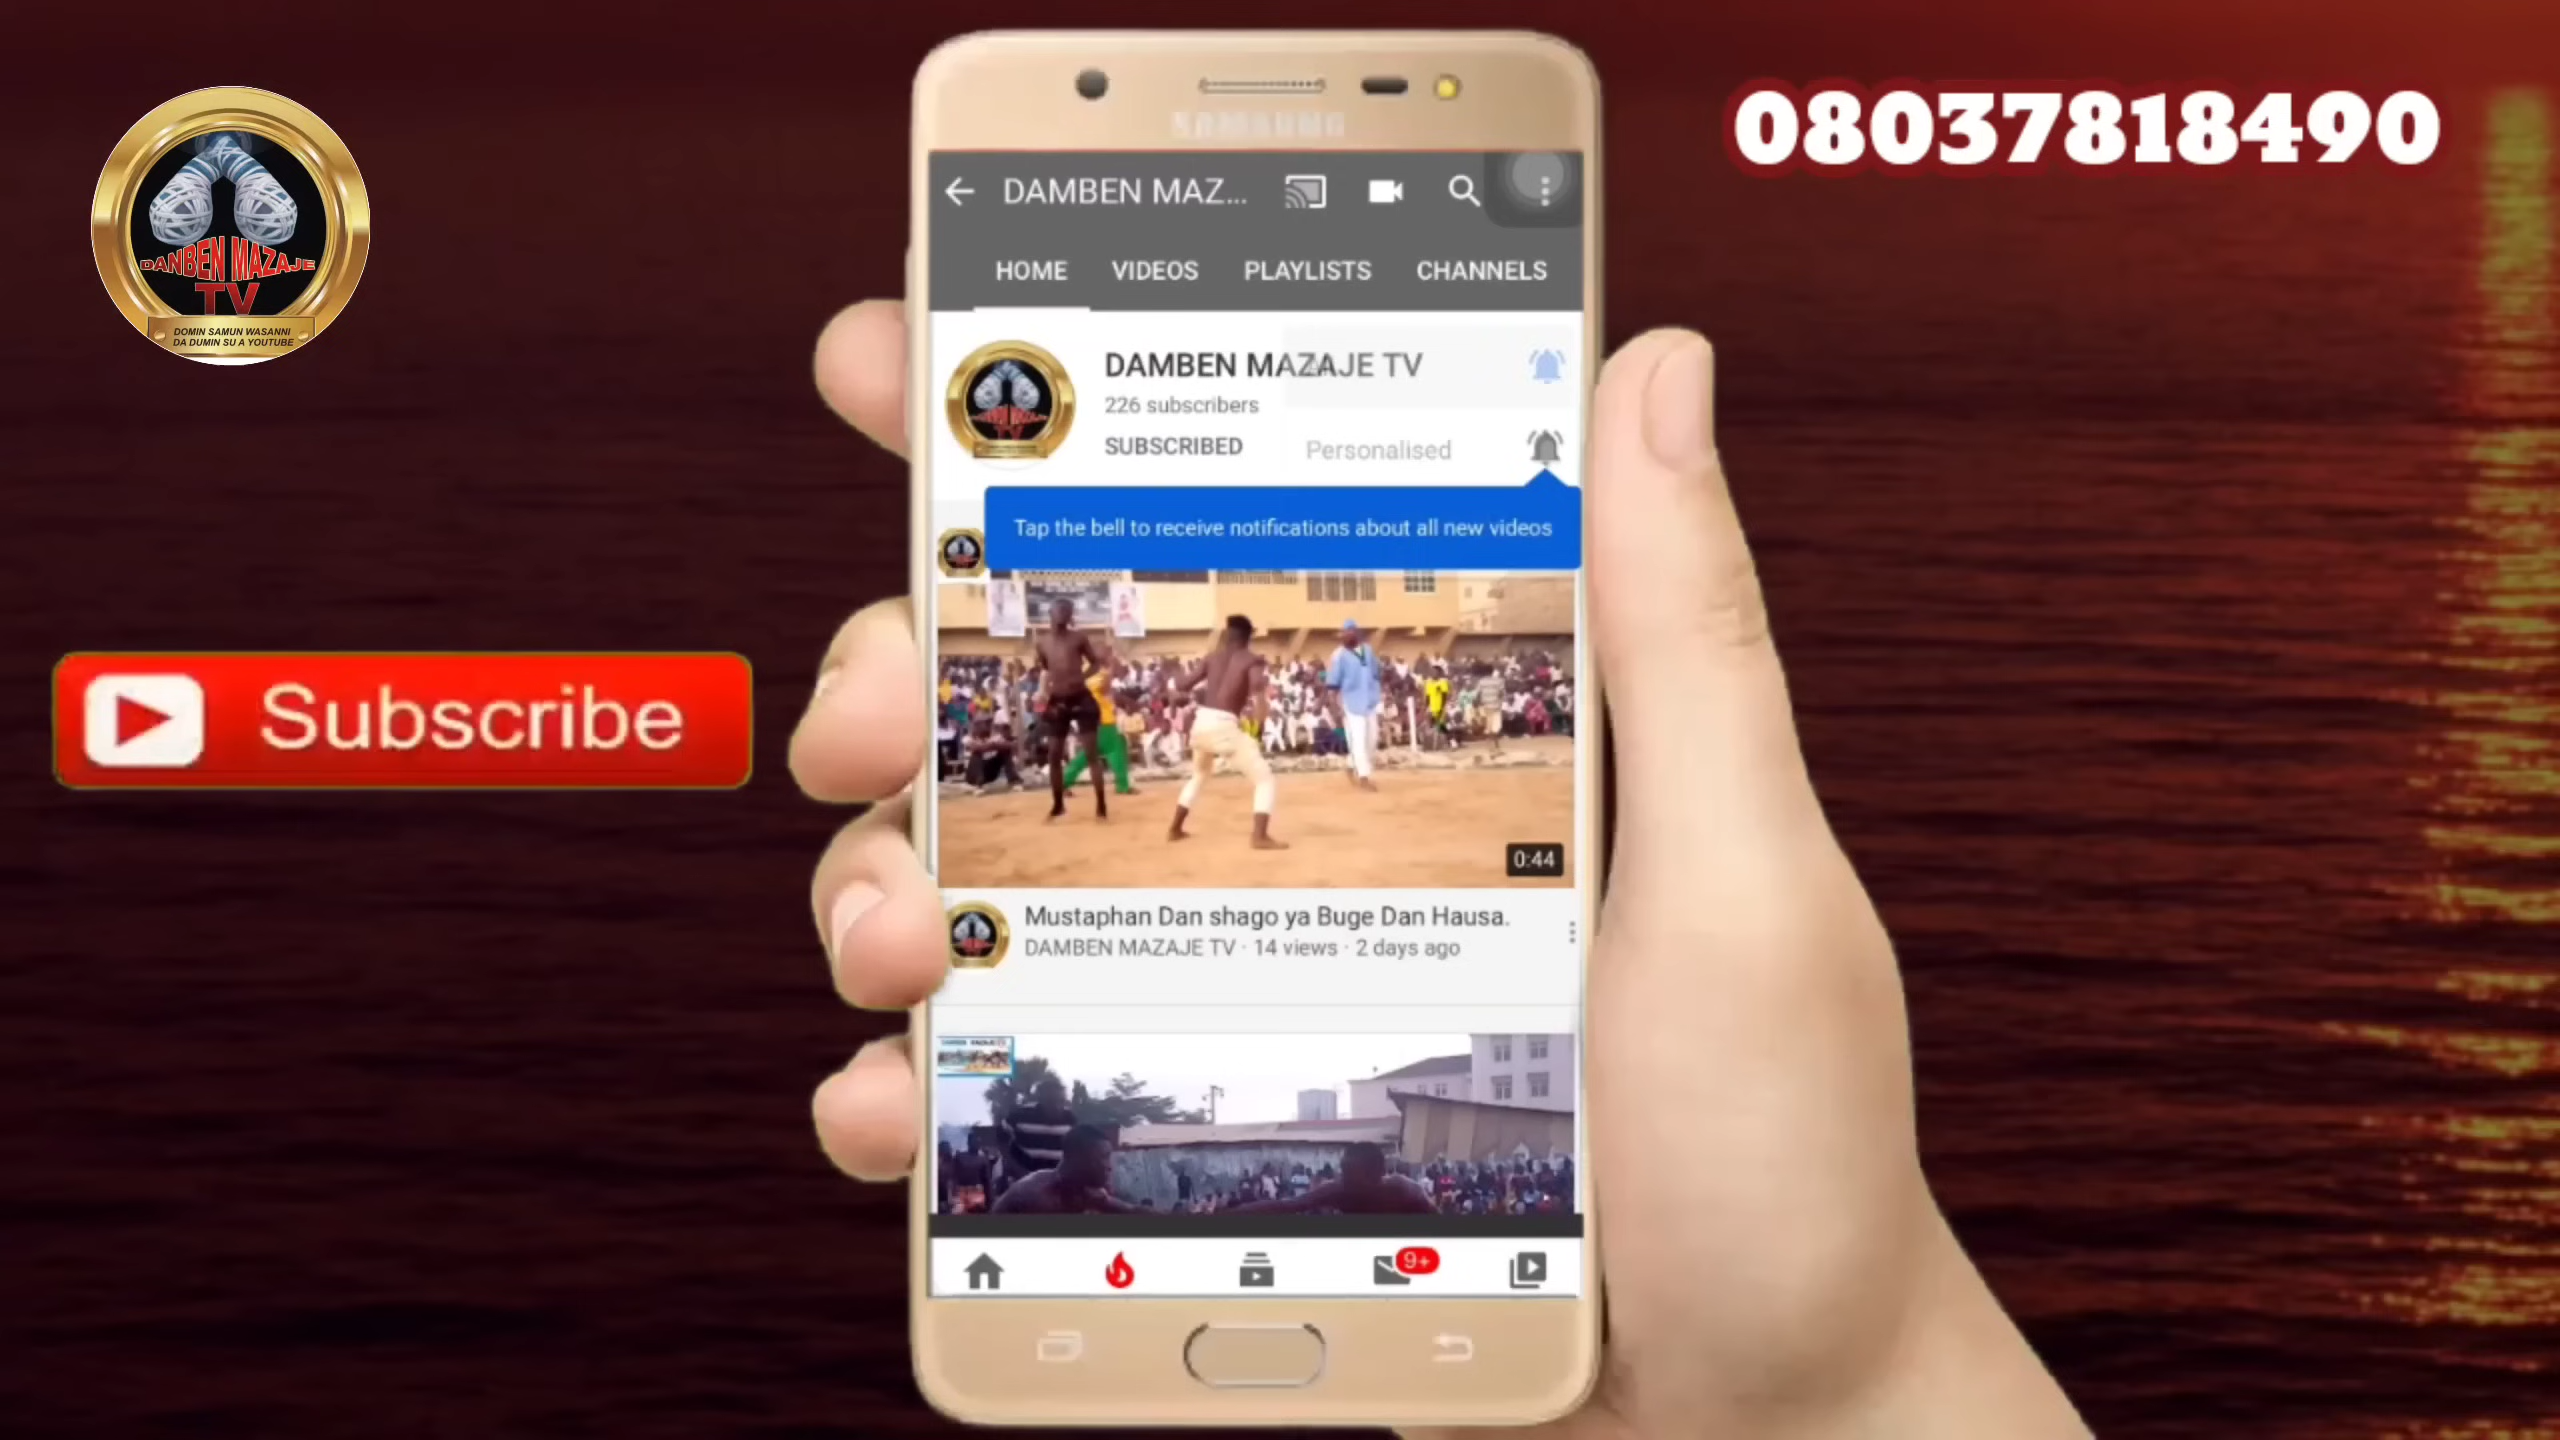 DANBEN MAZAJE
TV
DOMIN SAMUN WASANNI
DA DUMIN SU A YOUTUBE
08037818490
Subscribe
SAMSUNG
DAMBEN MAZ...
HOME VIDEOS PLAYLISTS CHANNELS
DAMBEN MAZAJE TV
226 subscribers
SUBSCRIBED Personalised
Tap the bell to receive notifications about all new videos
0:44
Mustaphan Dan shago ya Buge Dan Hausa.
DAMBEN MAZAJE TV · 14 views · 2 days ago
9+